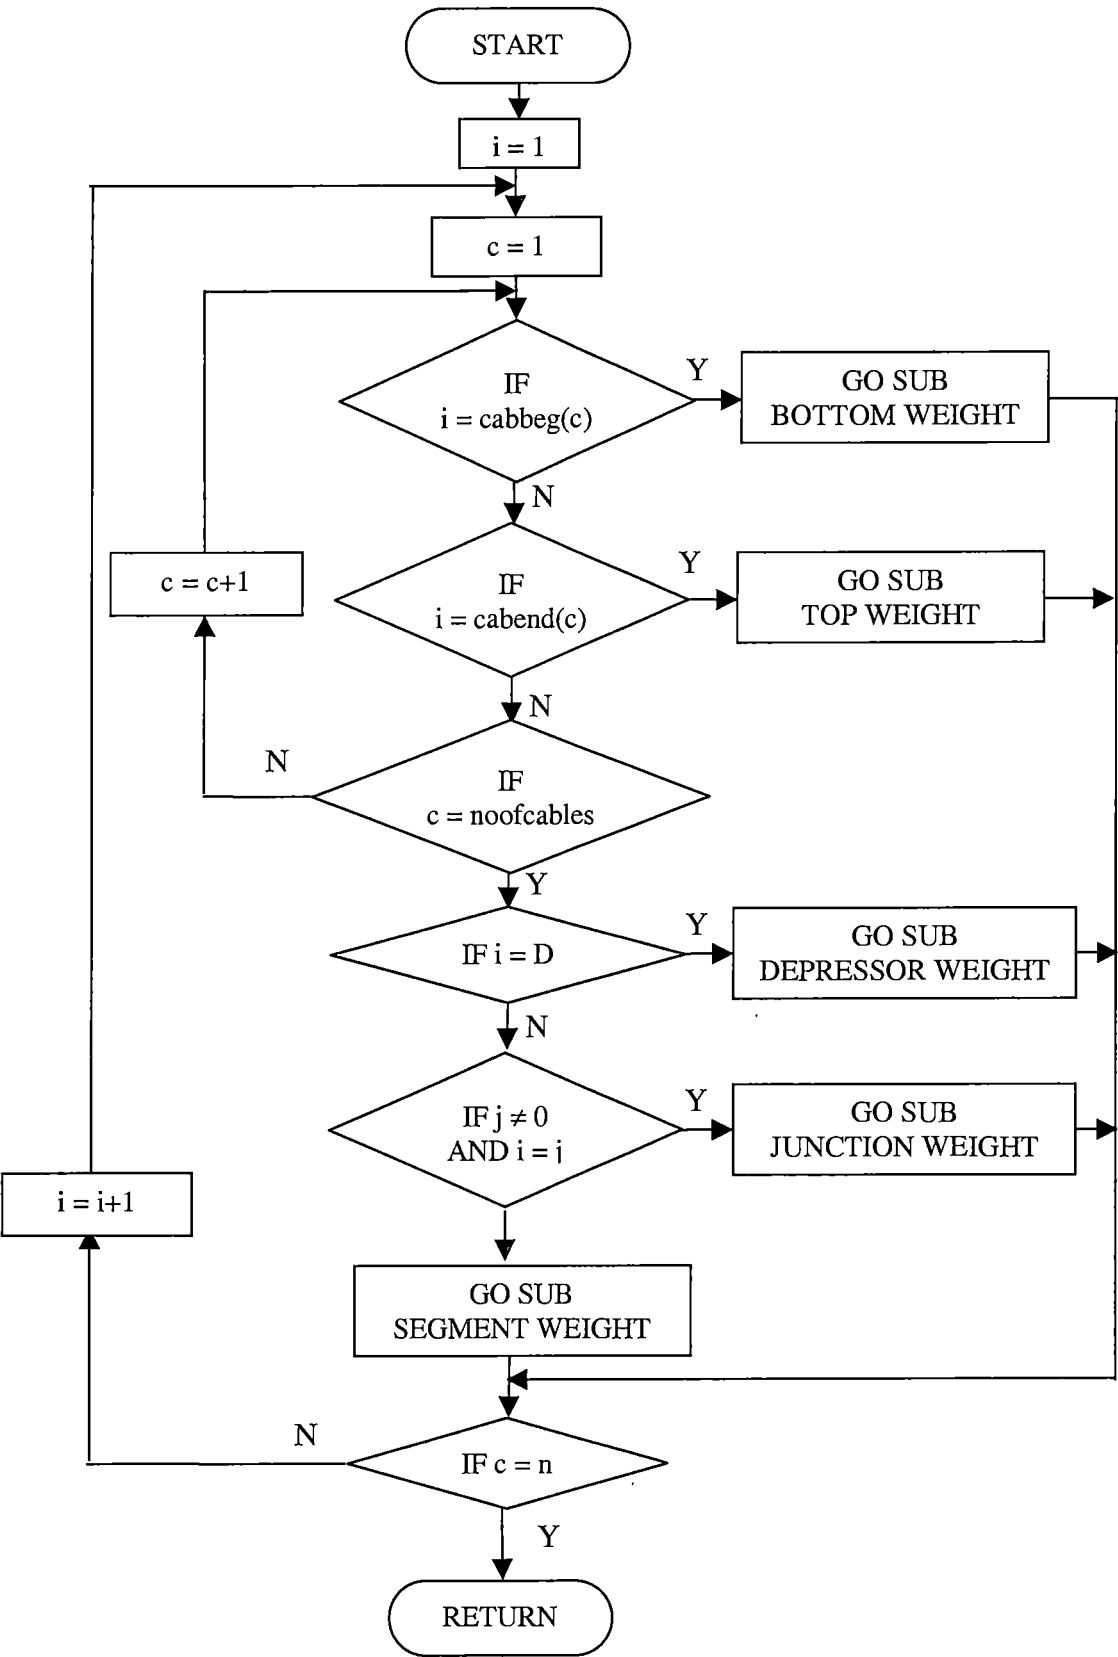 START
i = 1
c = 1
IF
i = cabbeg(c)
Y
GO SUB
BOTTOM WEIGHT
N
c = c+1
IF
i = cabend(c)
Y
GO SUB
TOP WEIGHT
N
N
IF
c = noofcables
Y
IF i = D
Y
GO SUB
DEPRESSOR WEIGHT
N
IF j ≠ 0
AND i = j
Y
GO SUB
JUNCTION WEIGHT
i = i+1
GO SUB
SEGMENT WEIGHT
N
IF c = n
Y
RETURN